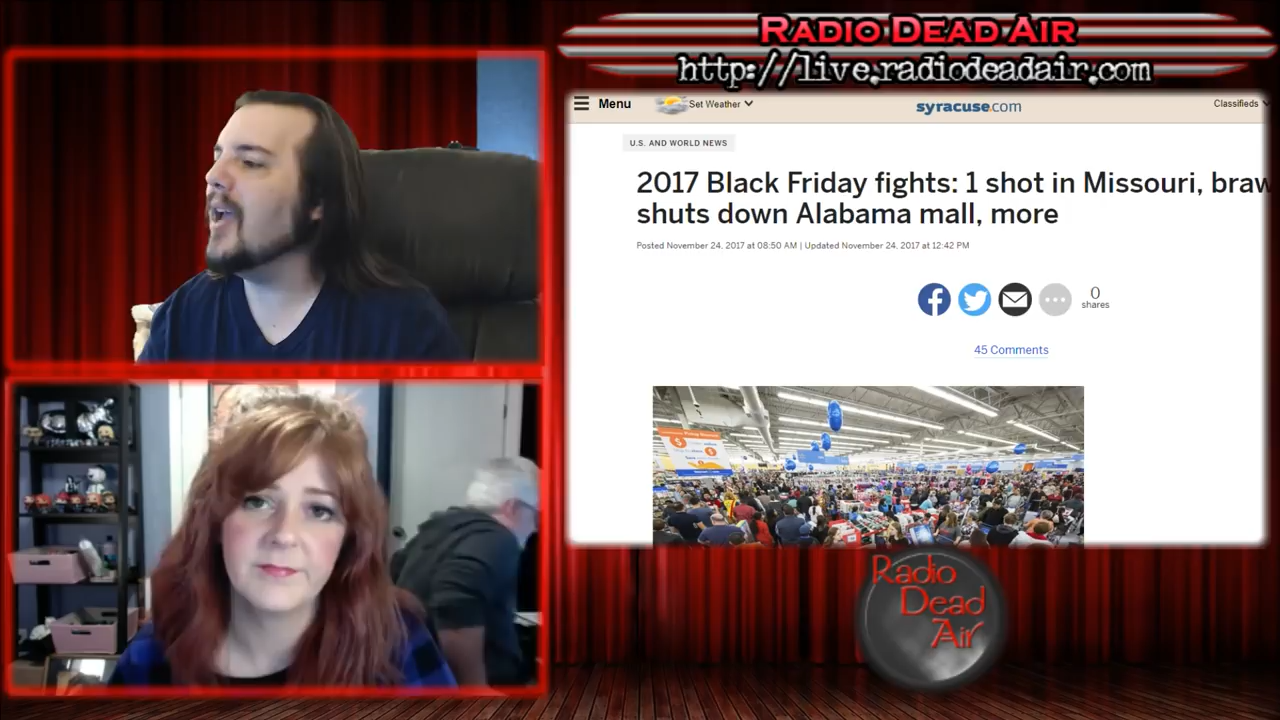 Radio Dead Air
http://live.radiodeadair.com
Menu
Set Weather
syracuse.com
Classifieds
U.S. AND WORLD NEWS
2017 Black Friday fights: 1 shot in Missouri, braw
shuts down Alabama mall, more
Posted November 24, 2017 at 08:50 AM | Updated November 24, 2017 at 12:42 PM
0
shares
45 Comments
Radio
Dead
Air